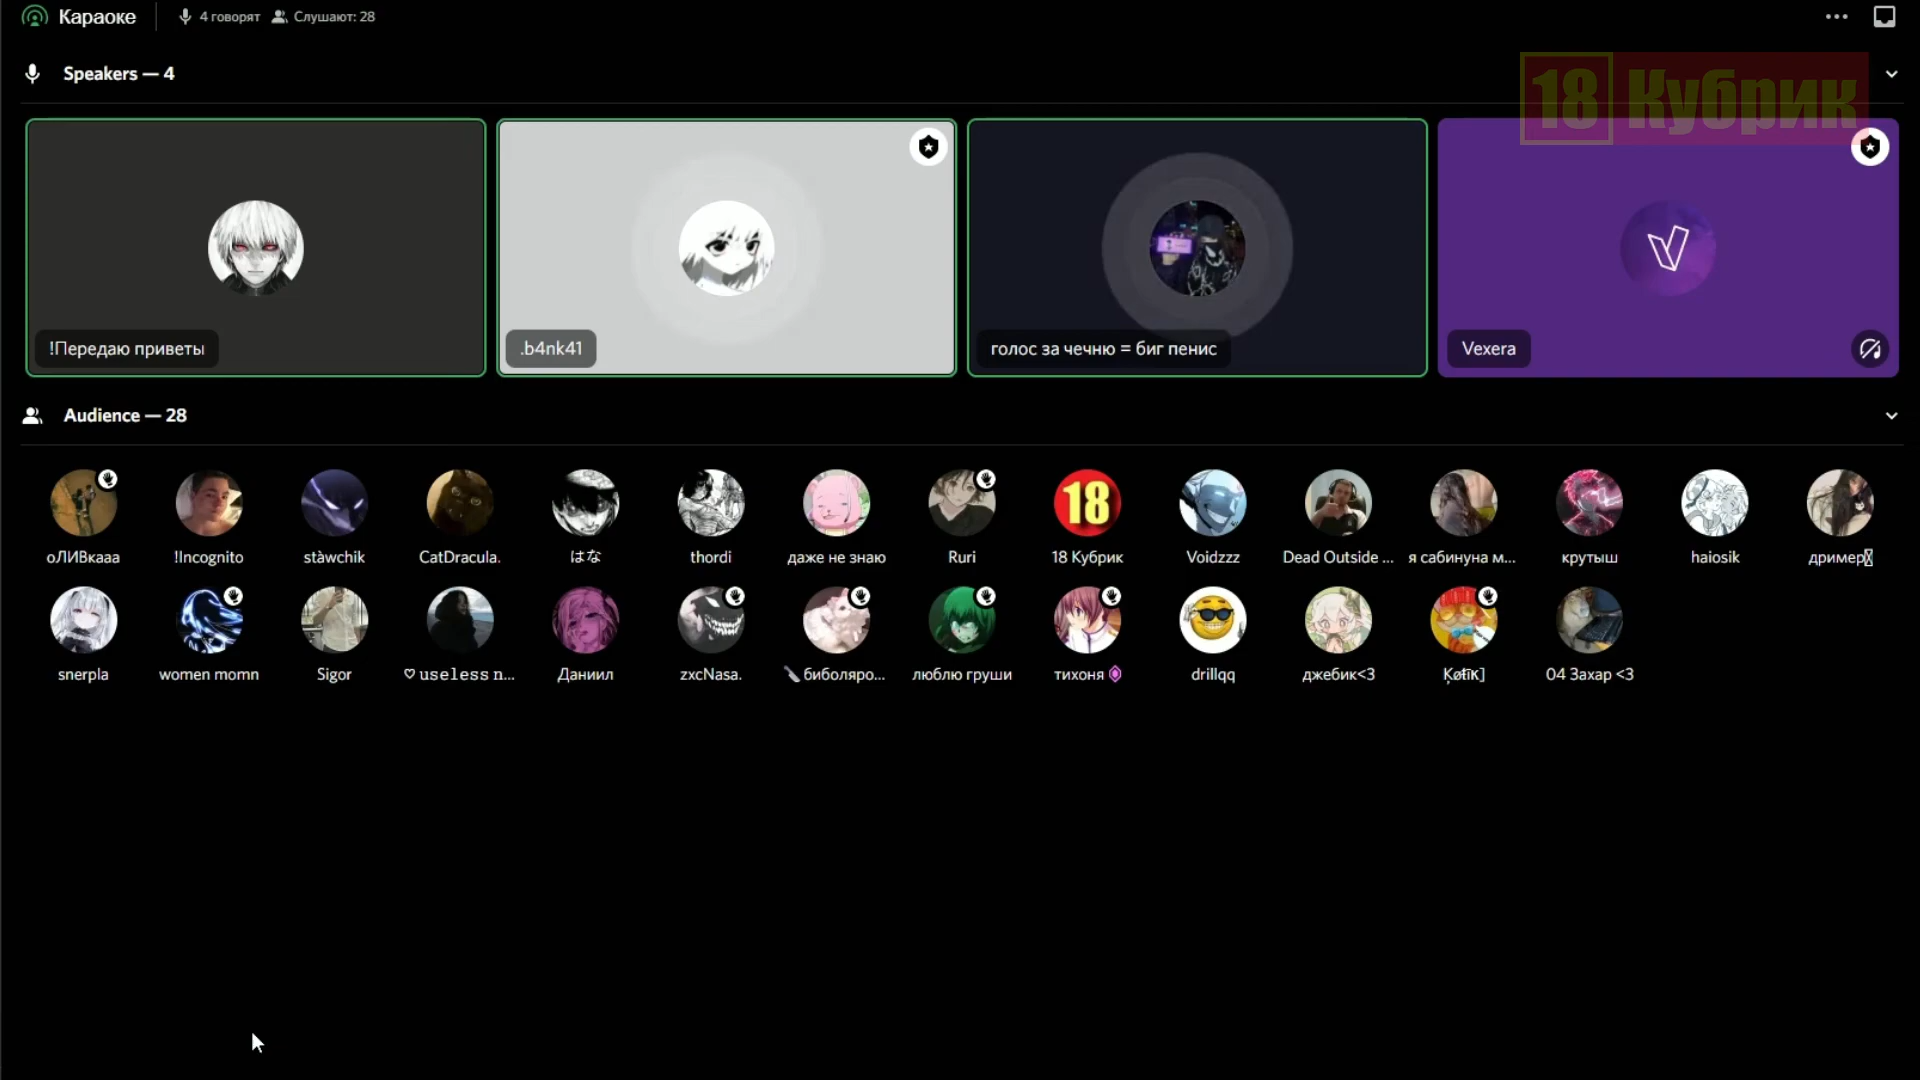 Караоке 4 говорят Слушают: 28
Speakers — 4
18 Кубрик
!Передаю приветы
.b4nk41
голос за чечню = биг пенис
Vexera
Audience — 28
18
оЛИВкааа !Incognito stàwchik CatDracula. はな thordi даже не знаю Ruri 18 Кубрик Voidzzz Dead Outside ... я сабинуна м... крутыш haiosik дример
snerpla women momn Sigor ♡ useless n... Даниил zxcNasa. биболяро... люблю груши тихоня drillqq джебик<3 04 Захар <3